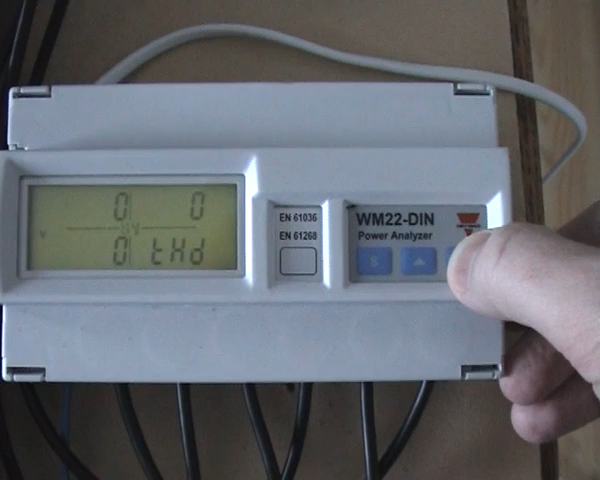 0 0
V
0 tHd
EN 61036
EN 61268
WM22-DIN
Power Analyzer
S